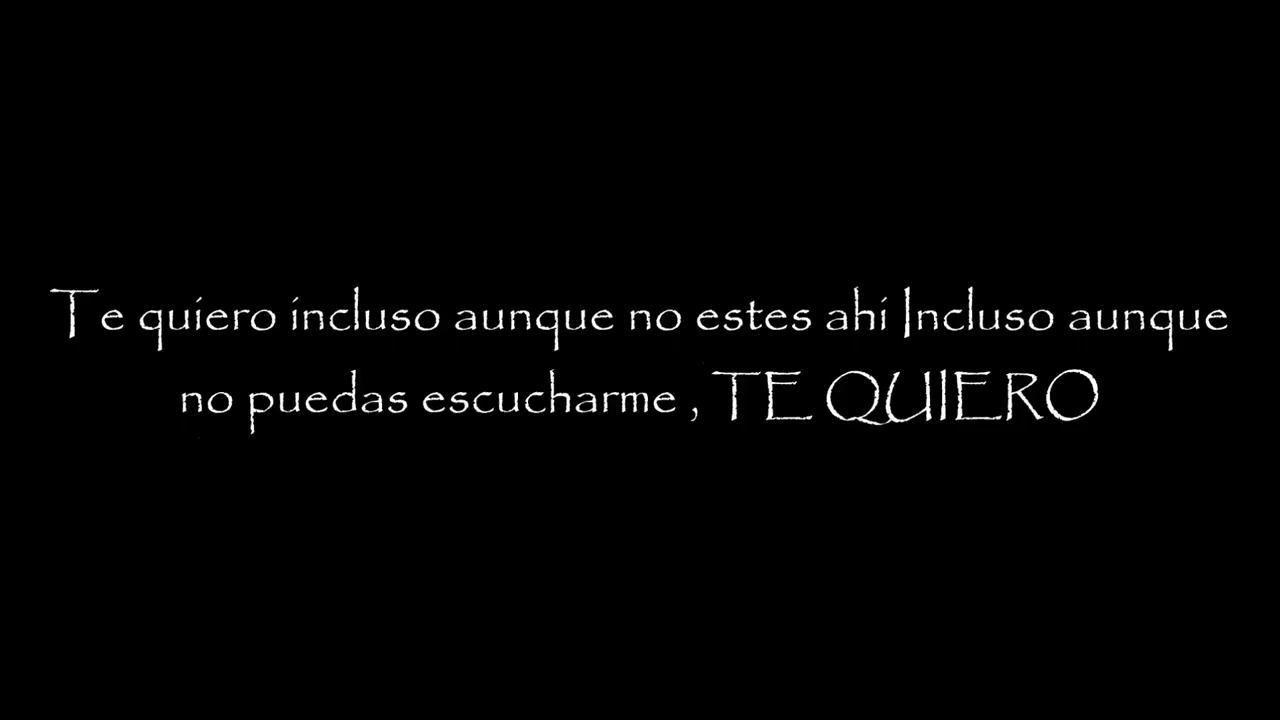 Te quiero incluso aunque no estes ahi Incluso aunque
no puedas escucharme , TE QUIERO